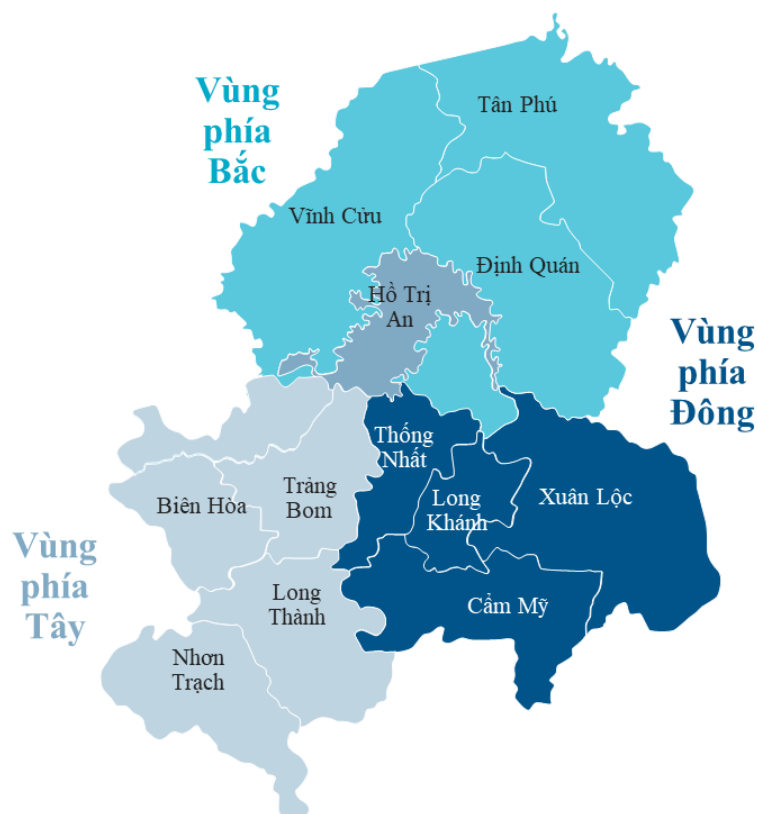 Vùng
phía
Bắc
Tân Phú
Vĩnh Cửu
Định Quán
Hồ Trị
An
Vùng
phía
Đông
Thống
Nhất
Long
Khánh
Xuân Lộc
Cẩm Mỹ
Trảng
Bom
Biên Hòa
Long
Thành
Nhơn
Trạch
Vùng
phía
Tây